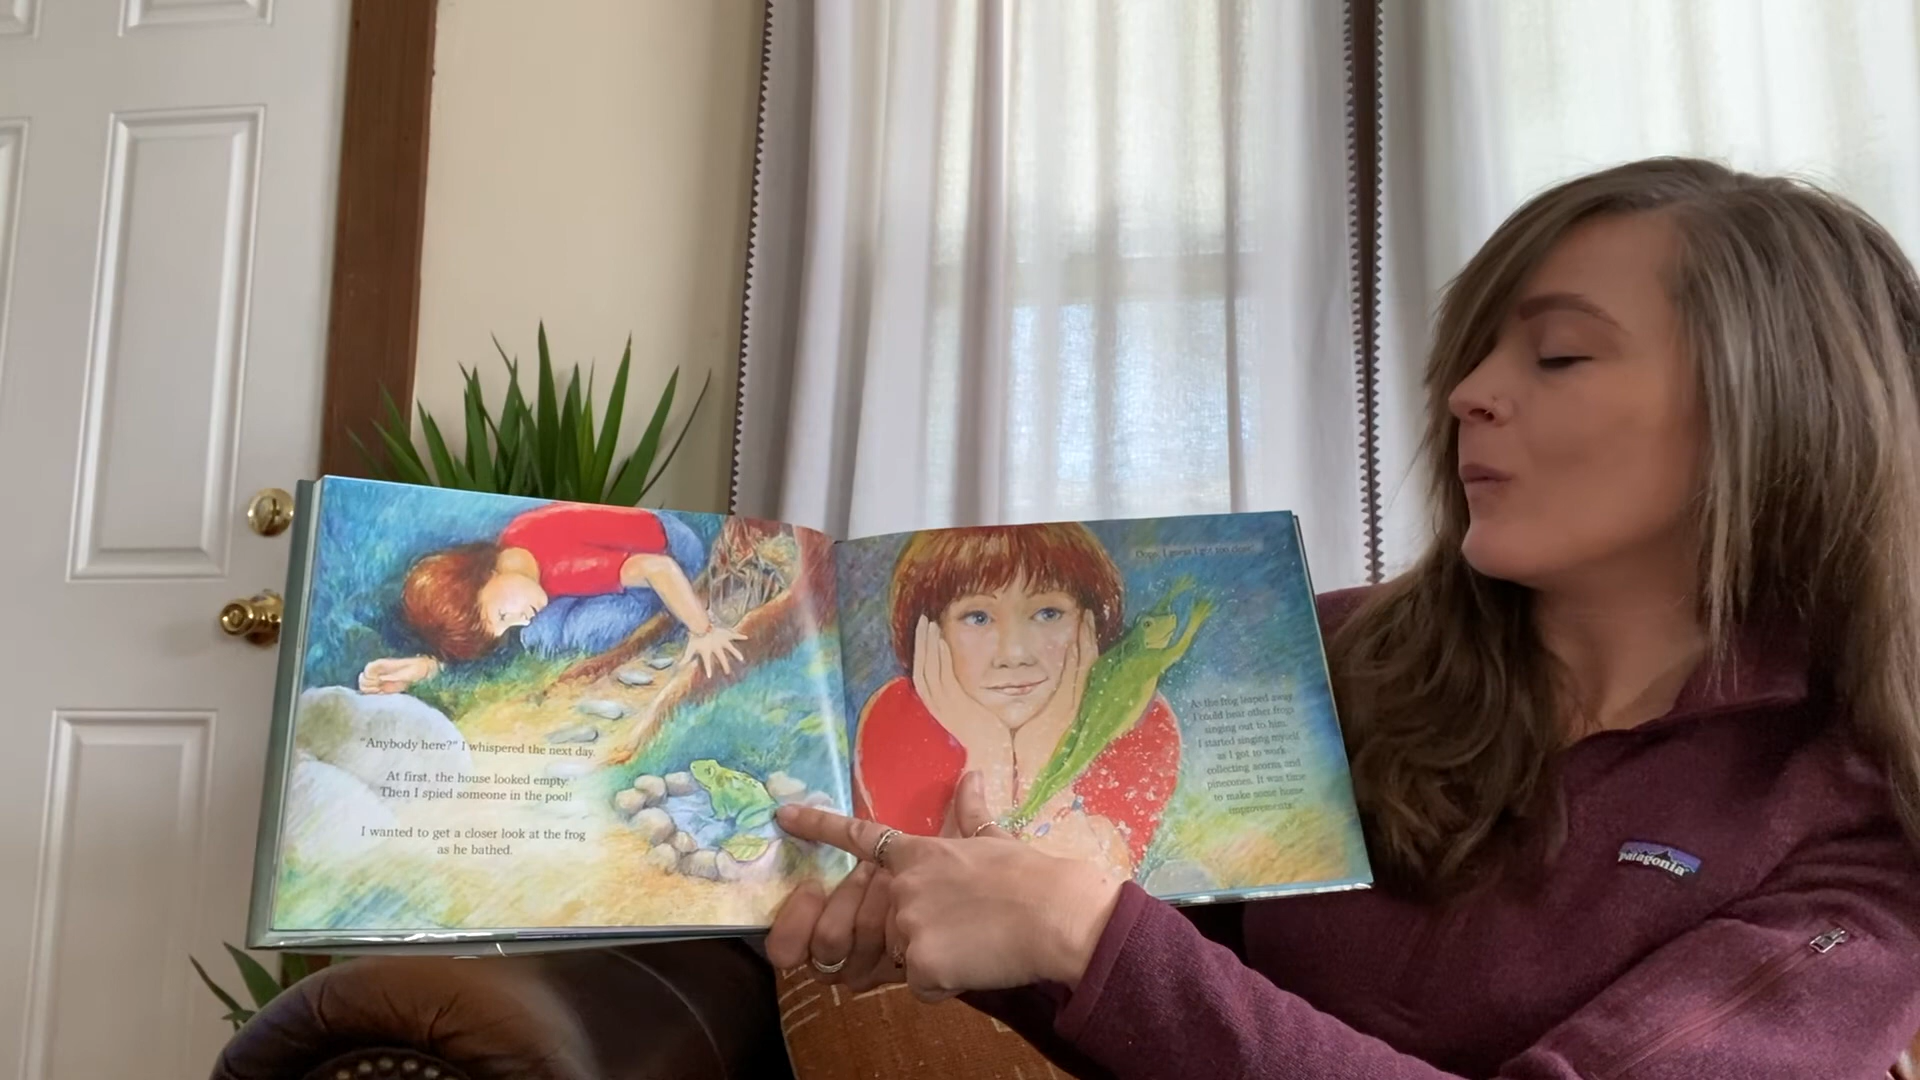 "Anybody here?" I whispered the next day.
At first, the house looked empty.
Then I spied someone in the pool!
I wanted to get a closer look at the frog
as he bathed.
Oops, I guess I got too close.
As the frog leaped away
I could hear other frogs
singing out to him.
I started singing myself
as I got to work
collecting acorns and
pinecones. It was time
to make some home
improvements.
patagonia